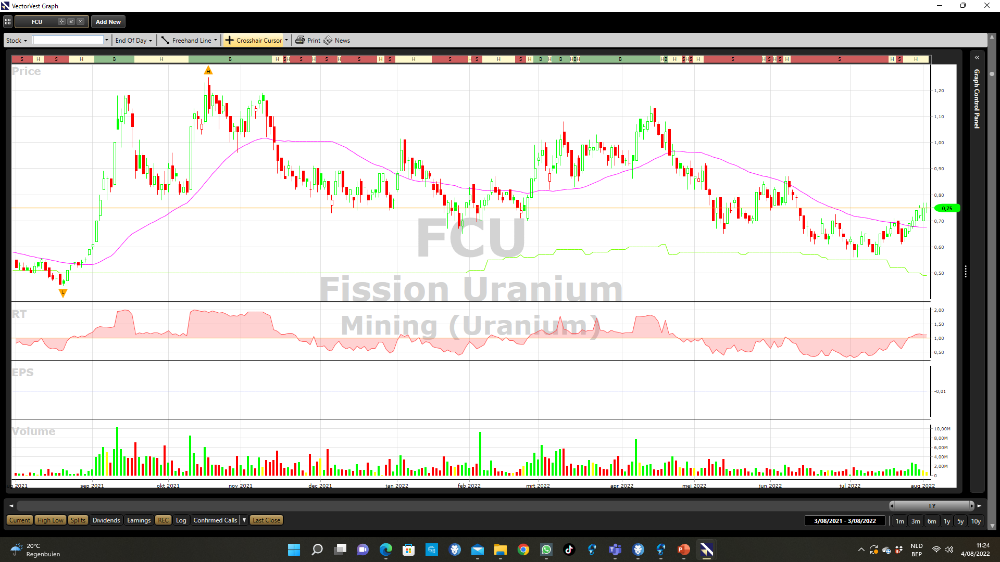 VectorVest Graph
FCU Add New
Stock End Of Day Freehand Line Crosshair Cursor Print News
S H S H B H B H S H S H S H S H S H S H S H S H B H B H B H B H B H S H S H S H S H S H S H S H
Price
H
1,20
1,10
1,00
0,90
0,80
0,75
0,70
0,60
0,50
L
FCU
Fission Uranium
Mining (Uranium)
Graph Control Panel
RT
2,00
1,50
1,00
0,50
EPS
-0,01
Volume
10,00M
8,00M
6,00M
4,00M
2,00M
0
ug 2021 sep 2021 okt 2021 nov 2021 dec 2021 jan 2022 feb 2022 mrt 2022 apr 2022 mei 2022 jun 2022 jul 2022 aug 2022
1 Y
Current High Low Splits Dividends Earnings REC Log Confirmed Calls Last Close 3/08/2021 - 3/08/2022 1m 3m 6m 1y 5y 10y
20°C
Regenbuien
NLD
BEP
11:24
4/08/2022